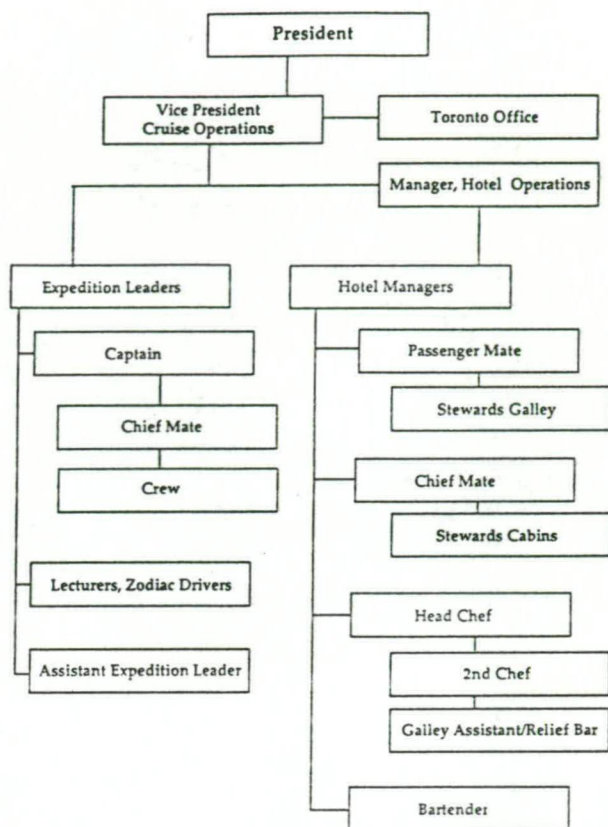 President
Vice President
Cruise Operations
Toronto Office
Manager, Hotel Operations
Expedition Leaders
Hotel Managers
Captain
Passenger Mate
Stewards Galley
Chief Mate
Crew
Chief Mate
Stewards Cabins
Lecturers, Zodiac Drivers
Head Chef
Assistant Expedition Leader
2nd Chef
Galley Assistant/Relief Bar
Bartender